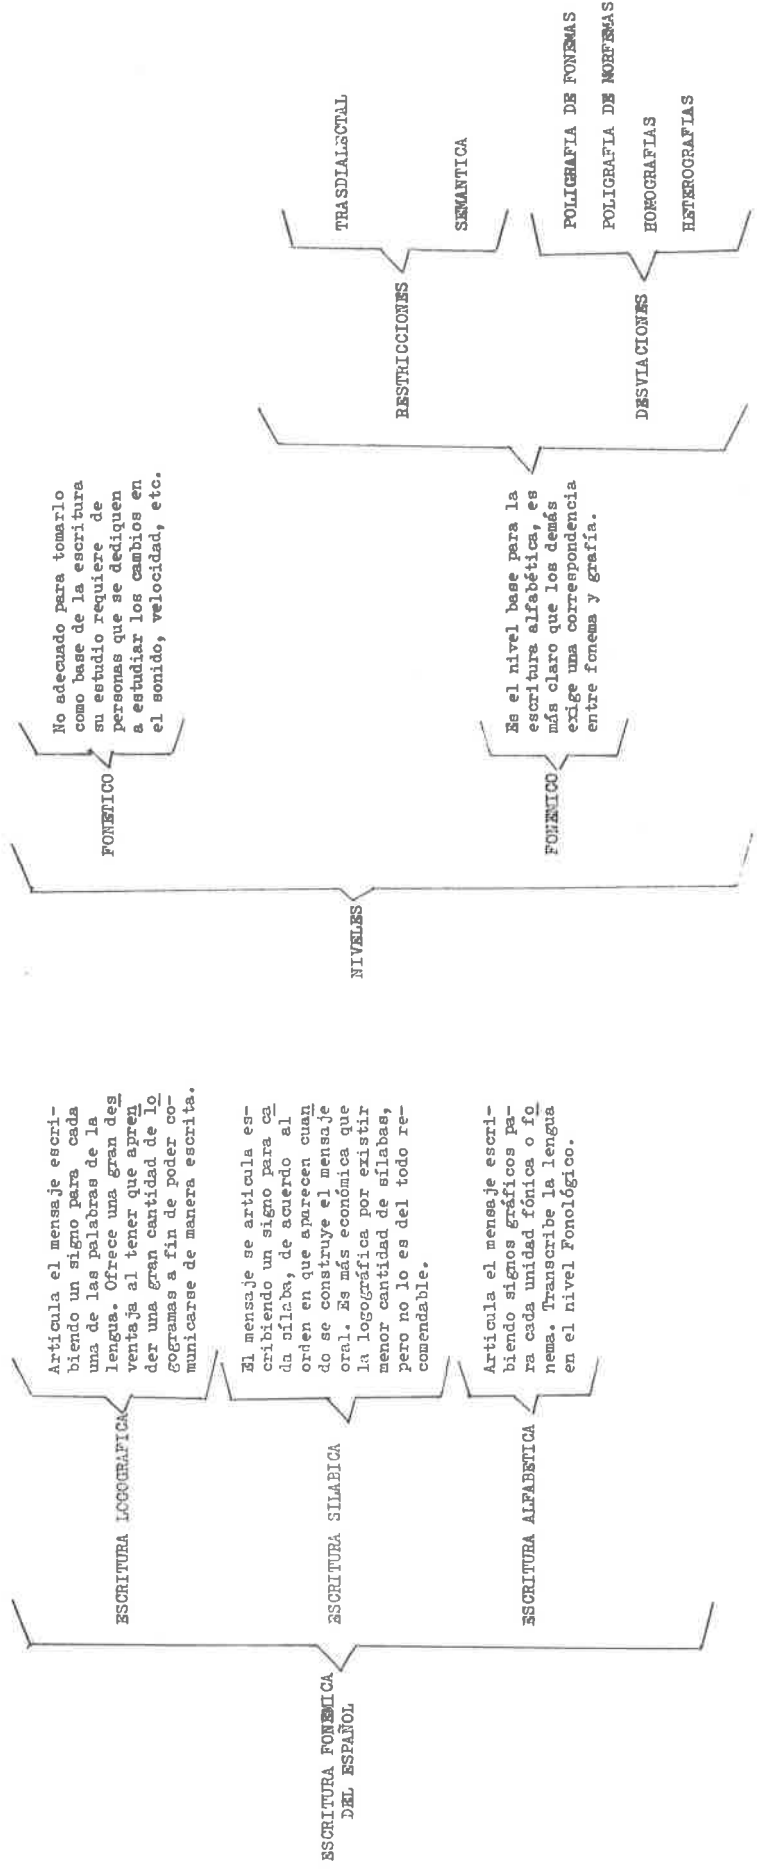 ESCRITURA FONEMICA
DEL ESPAÑOL
ESCRITURA LOGOGRAFICA
Articula el mensaje escri-
biendo un signo para cada
una de las palabras de la
lengua. Ofrece una gran des
ventaja al tener que apren
der una gran cantidad de lo
gogramas a fin de poder co-
municarse de manera escrita.
ESCRITURA SILABICA
El mensaje se articula es-
cribiendo un signo para ca
da sílaba, de acuerdo al
orden en que aparecen cuan
do se construye el mensaje
oral. Es más económica que
la logográfica por existir
menor cantidad de sílabas,
pero no lo es del todo re-
comendable.
ESCRITURA ALFABETICA
Articula el mensaje escri-
biendo signos gráficos pa-
ra cada unidad fónica o fo
nema. Transcribe la lengua
en el nivel Fonológico.
NIVELES
FONETICO
No adecuado para tomarlo
como base de la escritura
su estudio requiere de
personas que se dediquen
a estudiar los cambios en
el sonido, velocidad, etc.
FONEMICO
Es el nivel base para la
escritura alfabética, es
más claro que los demás
exige una correspondencia
entre fonema y grafía.
RESTRICCIONES
TRASDIALECTAL
SEMANTICA
DESVIACIONES
POLIGRAFIA DE FONEMAS
POLIGRAFIA DE MORFEMAS
HOMOGRAFIAS
HETEROGRAFIAS